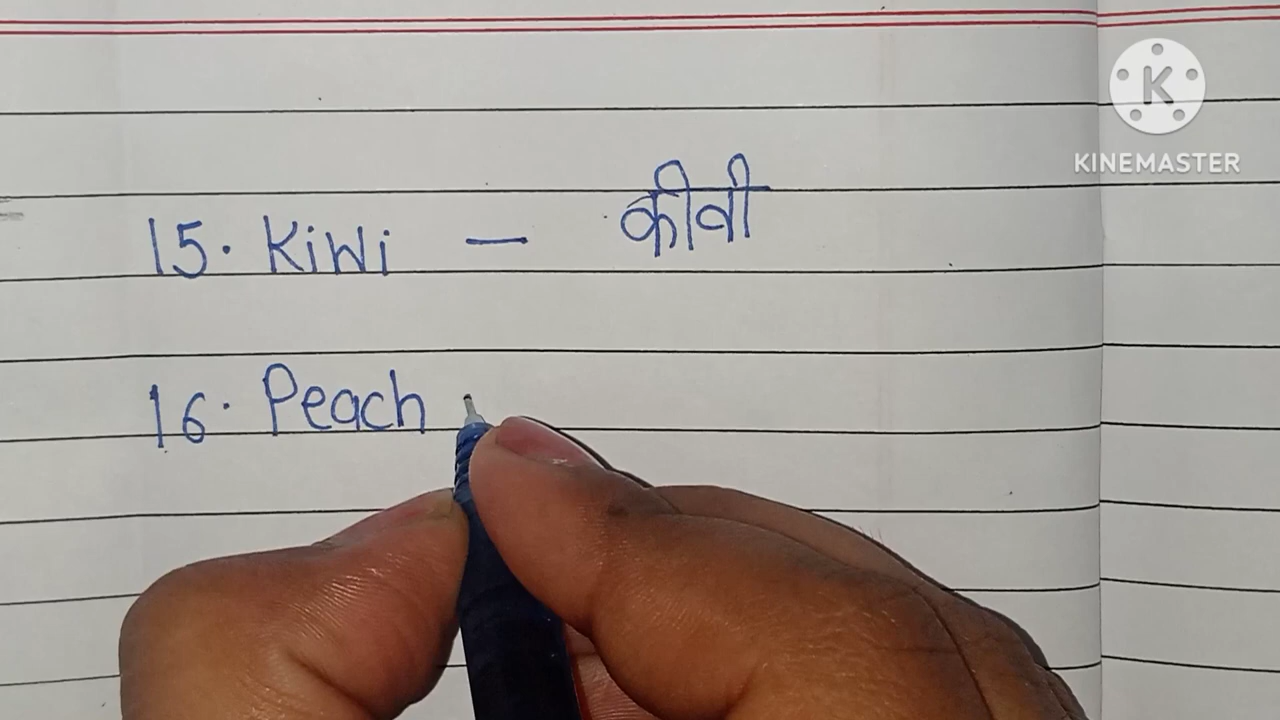 K
KINEMASTER
15. Kiwi — कीवी
16. Peach